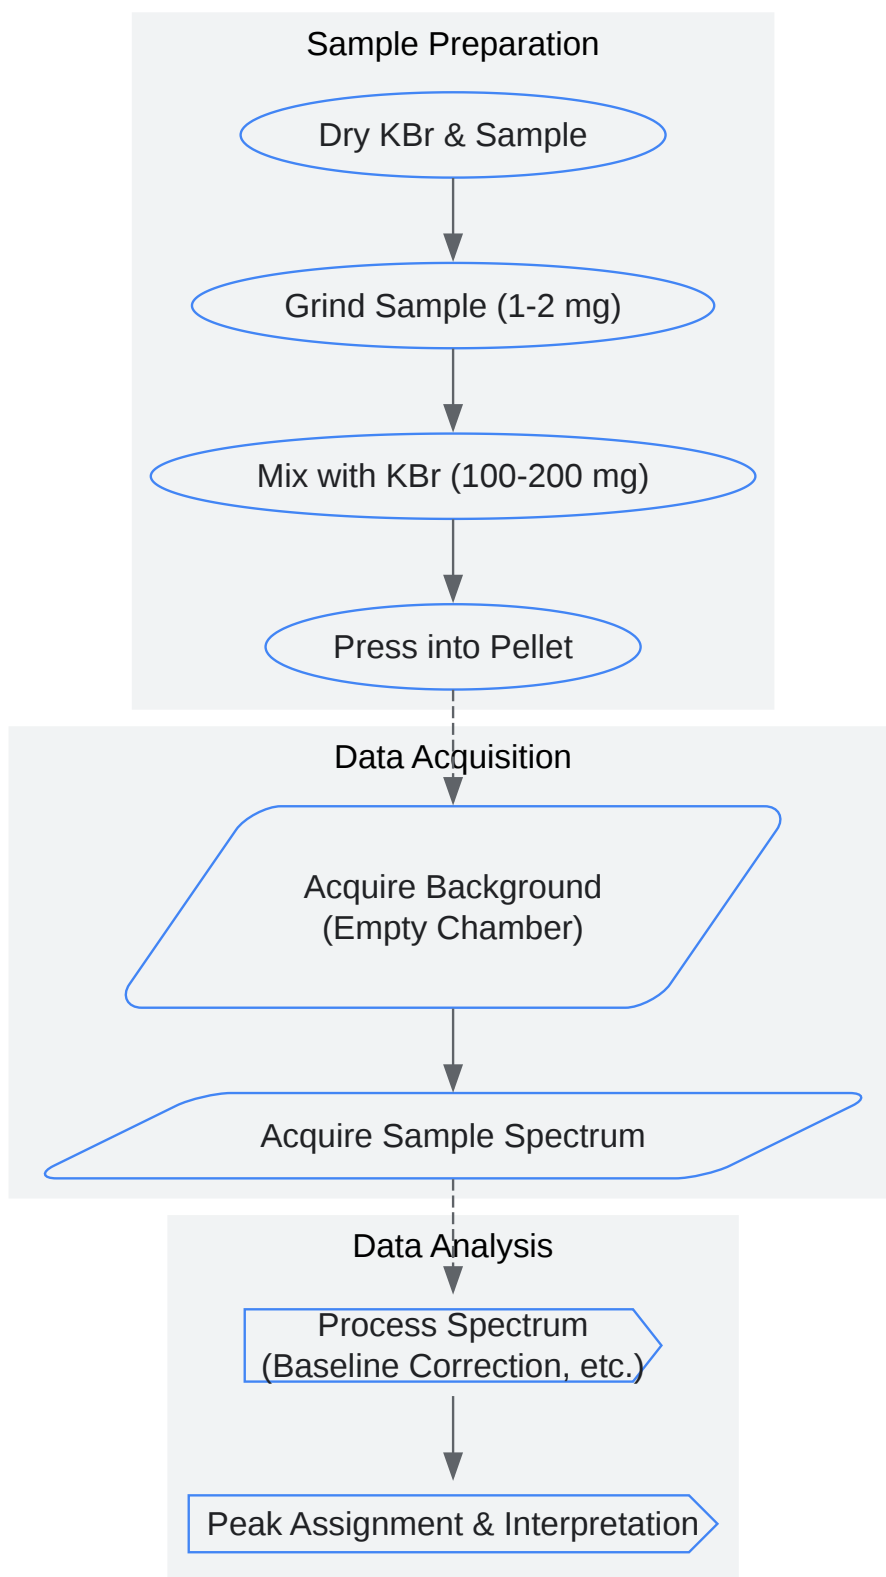 Sample Preparation
Dry KBr & Sample
Grind Sample (1-2 mg)
Mix with KBr (100-200 mg)
Press into Pellet
Data Acquisition
Acquire Background
(Empty Chamber)
Acquire Sample Spectrum
Data Analysis
Process Spectrum
(Baseline Correction, etc.)
Peak Assignment & Interpretation